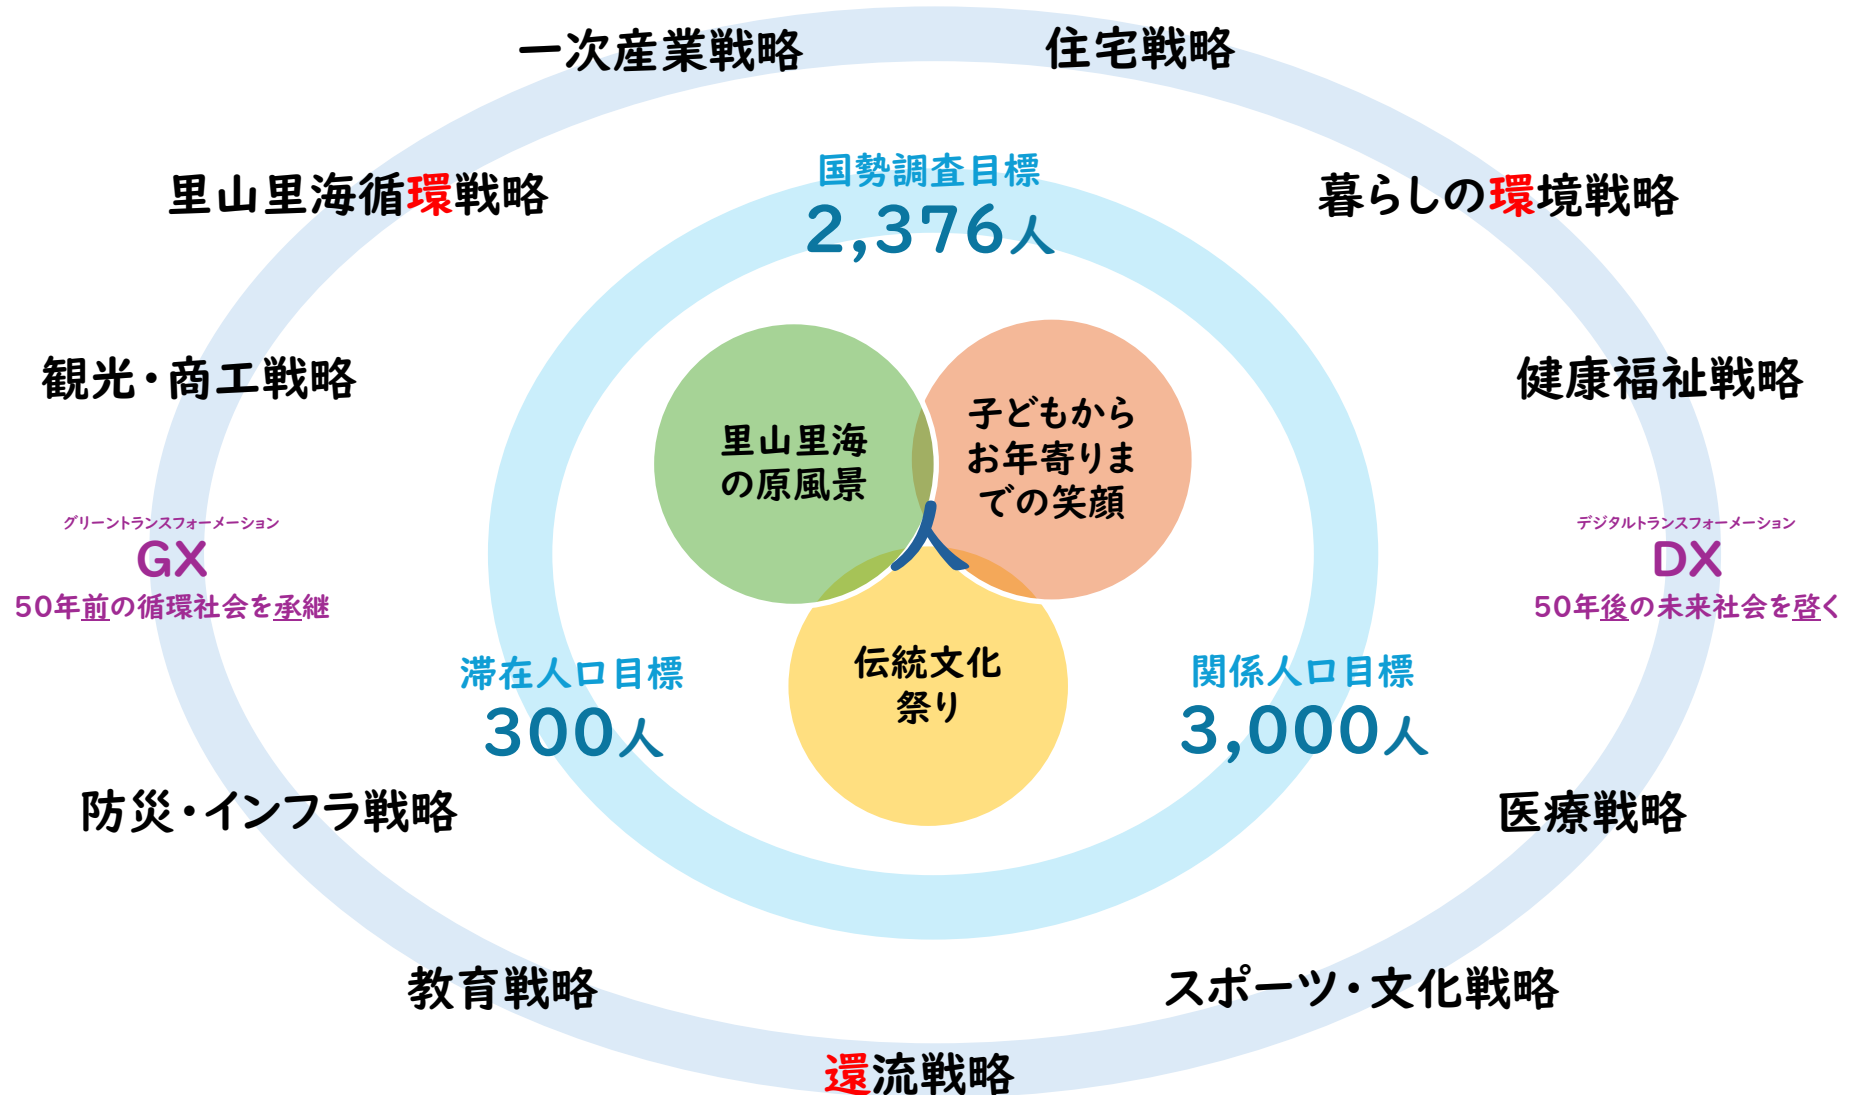 一次産業戦略
住宅戦略
里山里海循環戦略
国勢調査目標
2,376人
暮らしの環境戦略
観光・商工戦略
里山里海
の原風景
子どもから
お年寄りま
での笑顔
健康福祉戦略
人
グリーントランスフォーメーション
GX
50年前の循環社会を承継
デジタルトランスフォーメーション
DX
50年後の未来社会を啓く
滞在人口目標
300人
伝統文化
祭り
関係人口目標
3,000人
防災・インフラ戦略
医療戦略
教育戦略
スポーツ・文化戦略
還流戦略